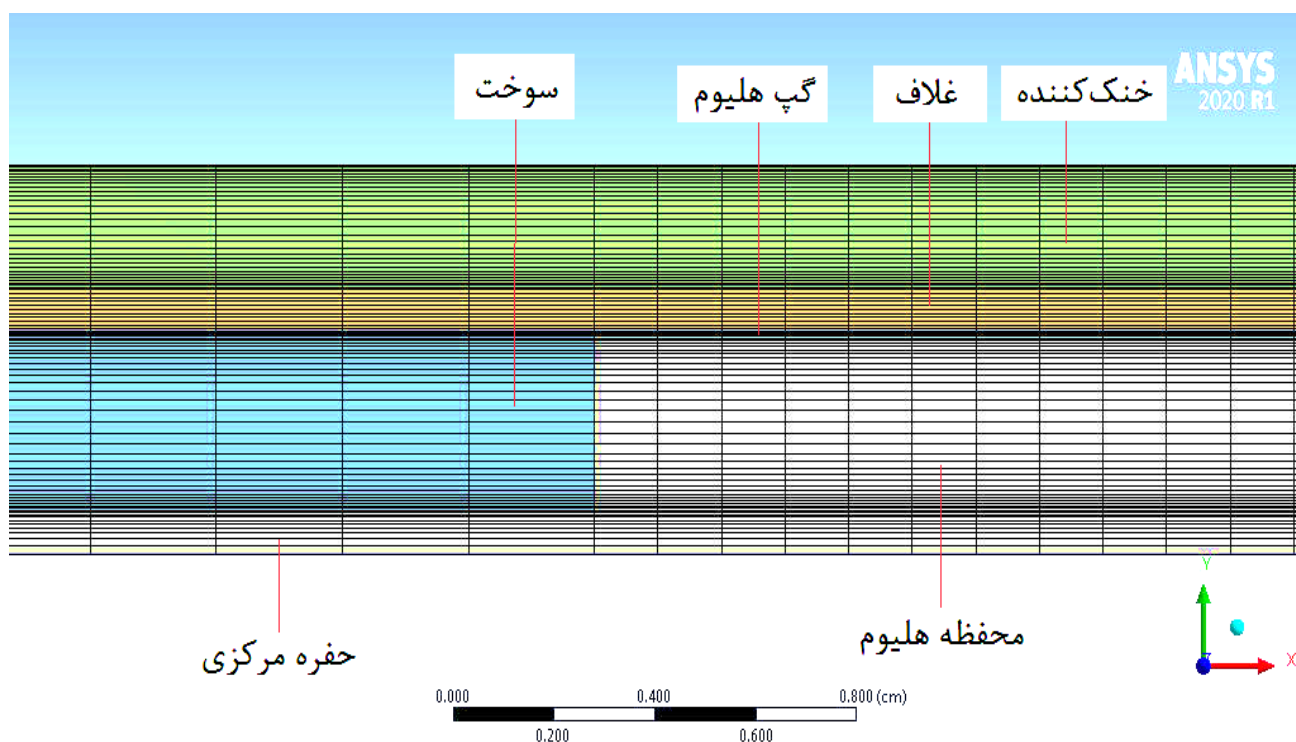 ANSYS
2020 R1
سوخت
گپ هلیوم
غلاف
خنک‌کننده
حفره مرکزی
محفظه هلیوم
Y
Z
X
0.000
0.400
0.800 (cm)
0.200
0.600